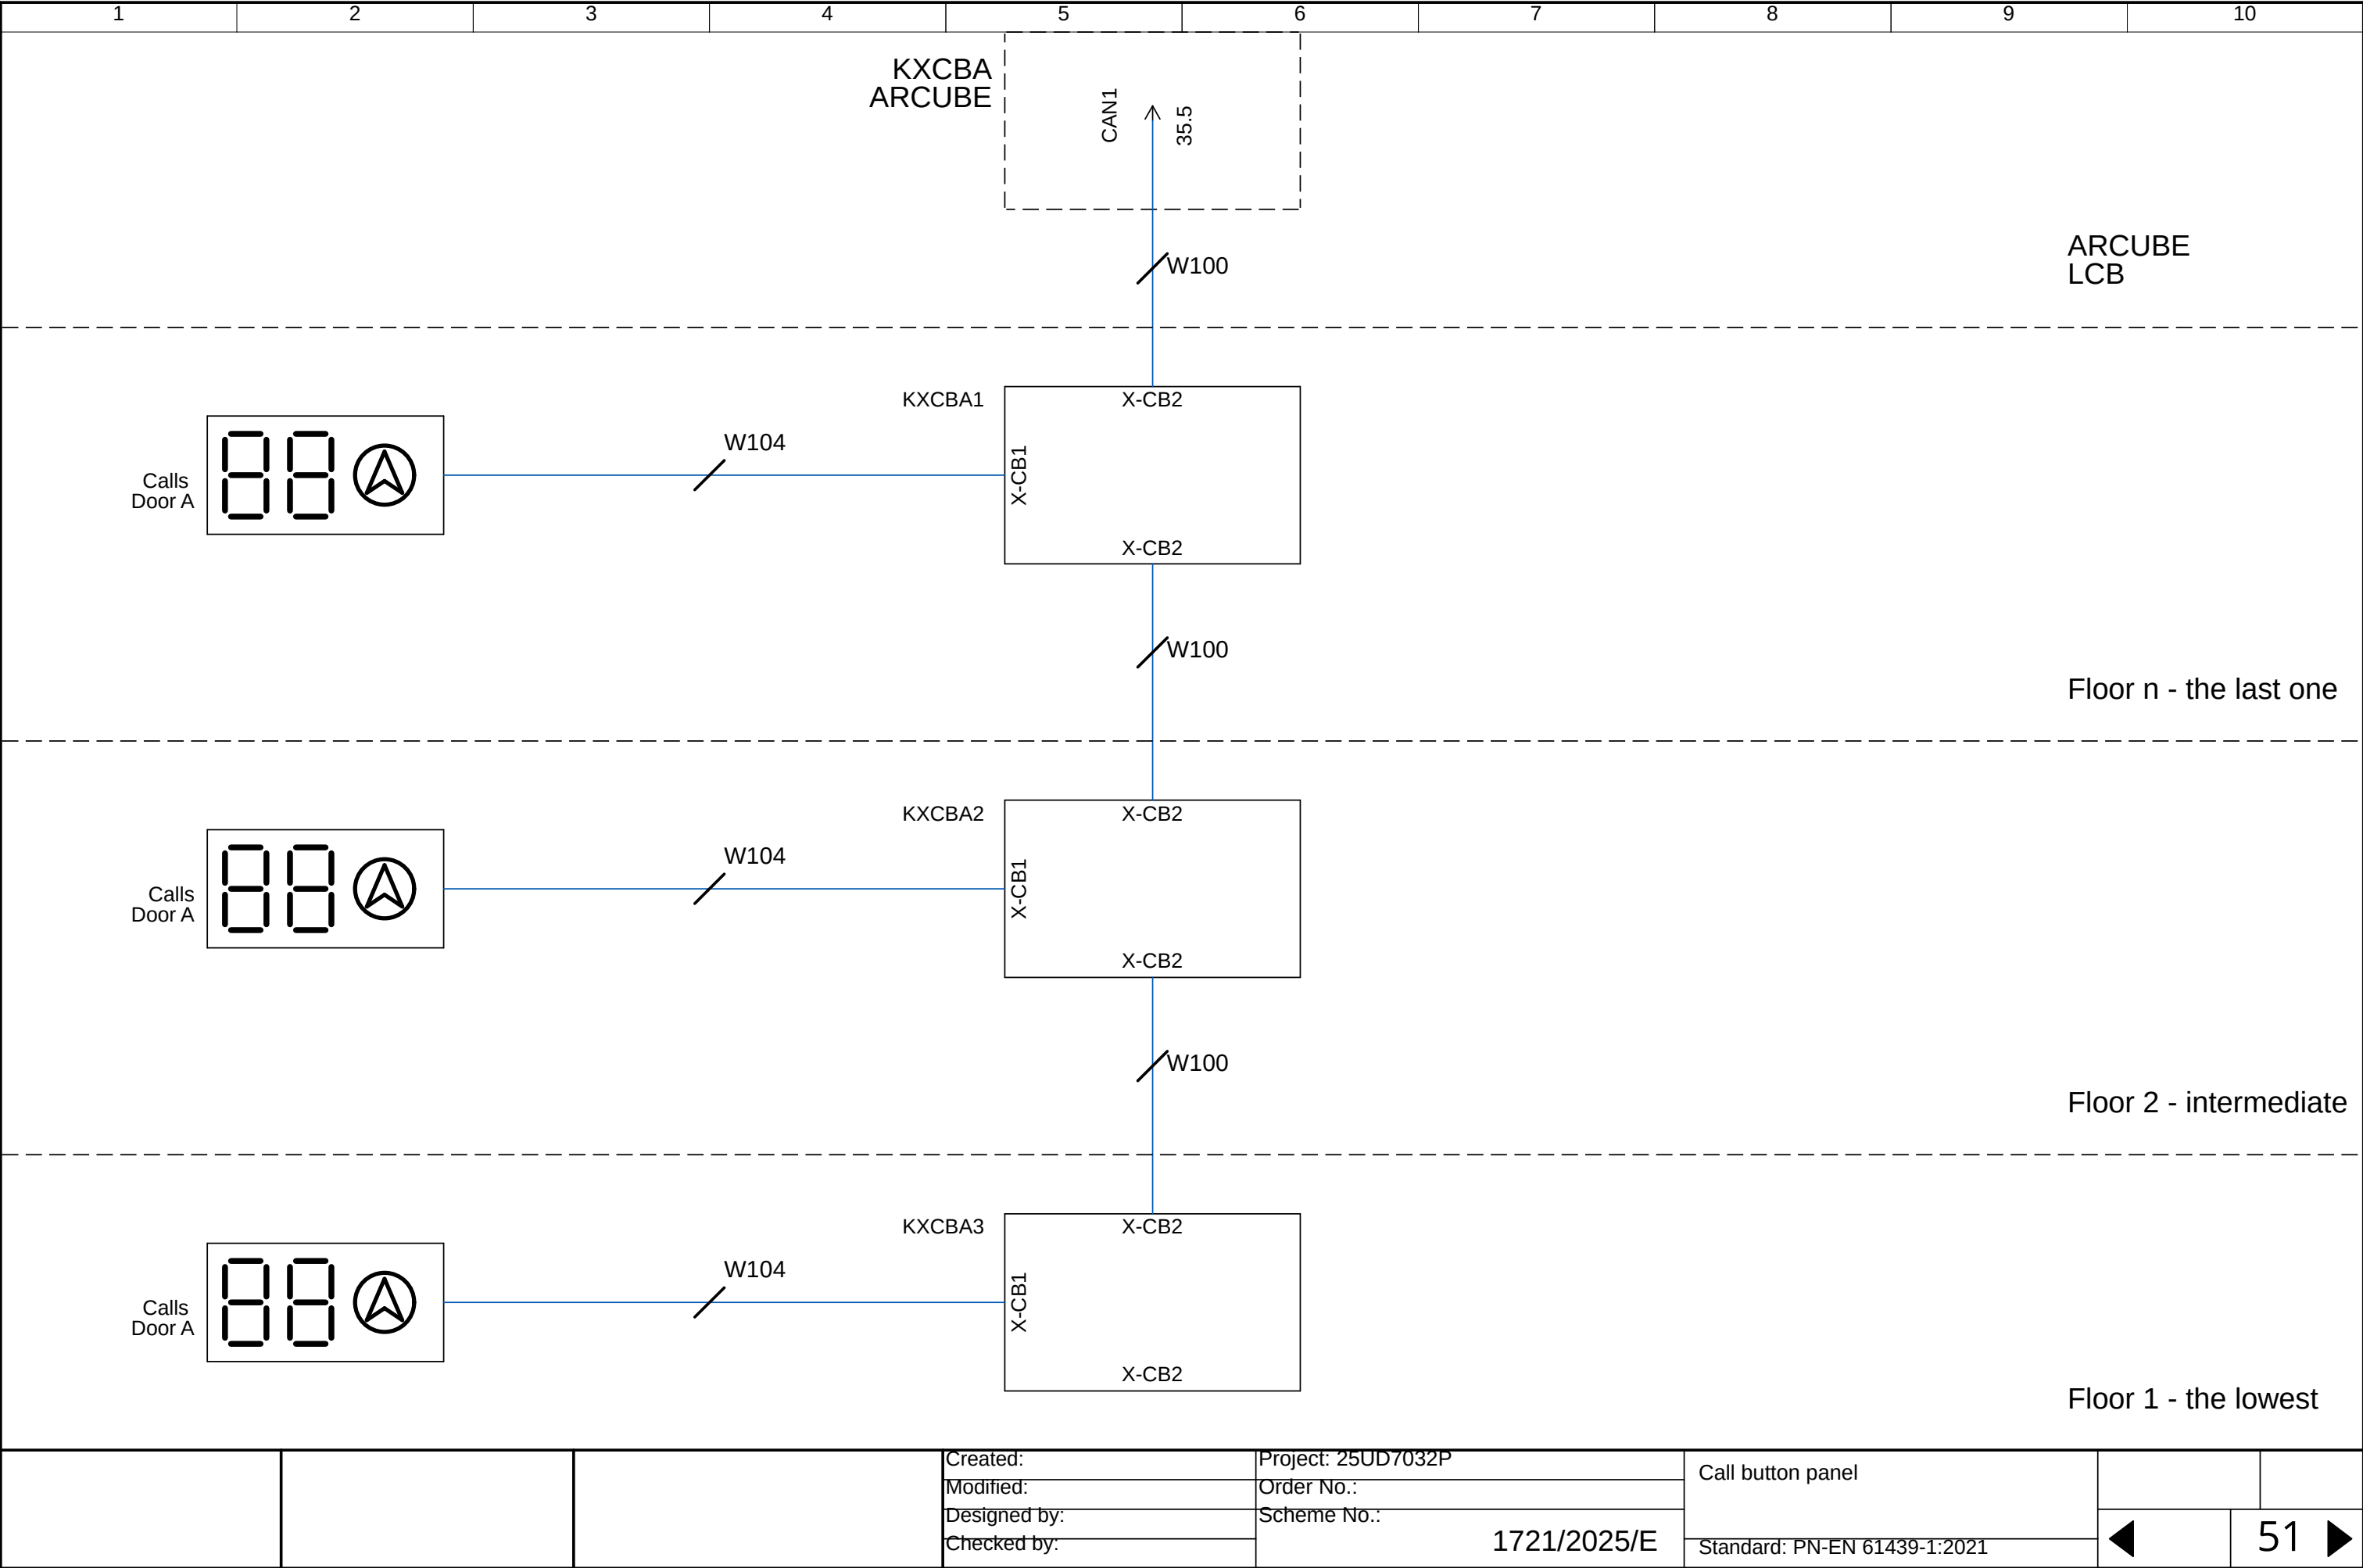 1 2 3 4 5 6 7 8 9 10
KXCBA
ARCUBE
CAN1
35.5
W100
ARCUBE
LCB
KXCBA1
X-CB2
W104
X-CB1
Calls
Door A
X-CB2
W100
Floor n - the last one
KXCBA2
X-CB2
W104
X-CB1
Calls
Door A
X-CB2
W100
Floor 2 - intermediate
KXCBA3
X-CB2
W104
X-CB1
Calls
Door A
X-CB2
Floor 1 - the lowest
Created:
Modified:
Designed by:
Checked by:
Project: 25UD7032P
Order No.:
Scheme No.:
1721/2025/E
Call button panel
Standard: PN-EN 61439-1:2021
51